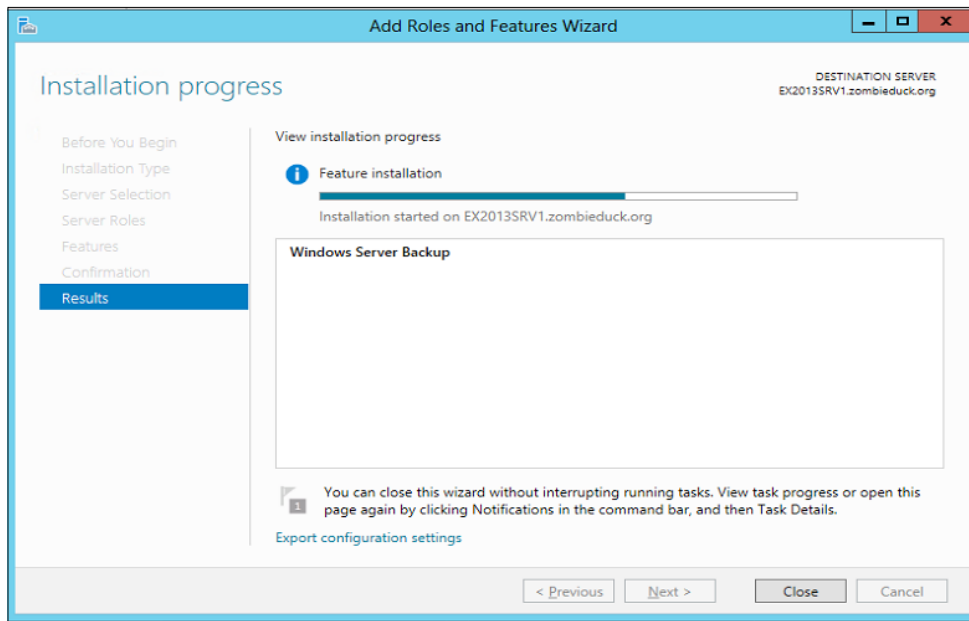 Add Roles and Features Wizard
Installation progress
DESTINATION SERVER
EX2013SRV1.zombieduck.org
Before You Begin
Installation Type
Server Selection
Server Roles
Features
Confirmation
Results
View installation progress
Feature installation
Installation started on EX2013SRV1.zombieduck.org
Windows Server Backup
1
You can close this wizard without interrupting running tasks. View task progress or open this
page again by clicking Notifications in the command bar, and then Task Details.
Export configuration settings
< Previous
Next >
Close
Cancel